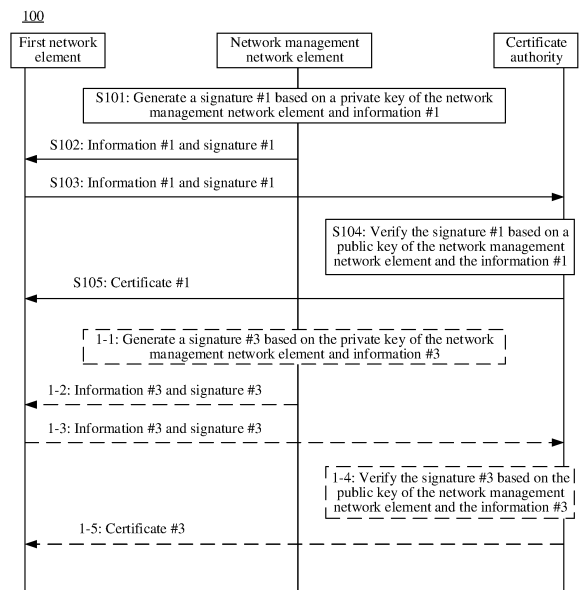 100
First network
element
Network management
network element
Certificate
authority
S101: Generate a signature #1 based on a private key of the network
management network element and information #1
S102: Information #1 and signature #1
S103: Information #1 and signature #1
S104: Verify the signature #1 based on a
public key of the network management
network element and the information #1
S105: Certificate #1
1-1: Generate a signature #3 based on the private key of the network
management network element and information #3
1-2: Information #3 and signature #3
1-3: Information #3 and signature #3
1-4: Verify the signature #3 based on the
public key of the network management
network element and the information #3
1-5: Certificate #3